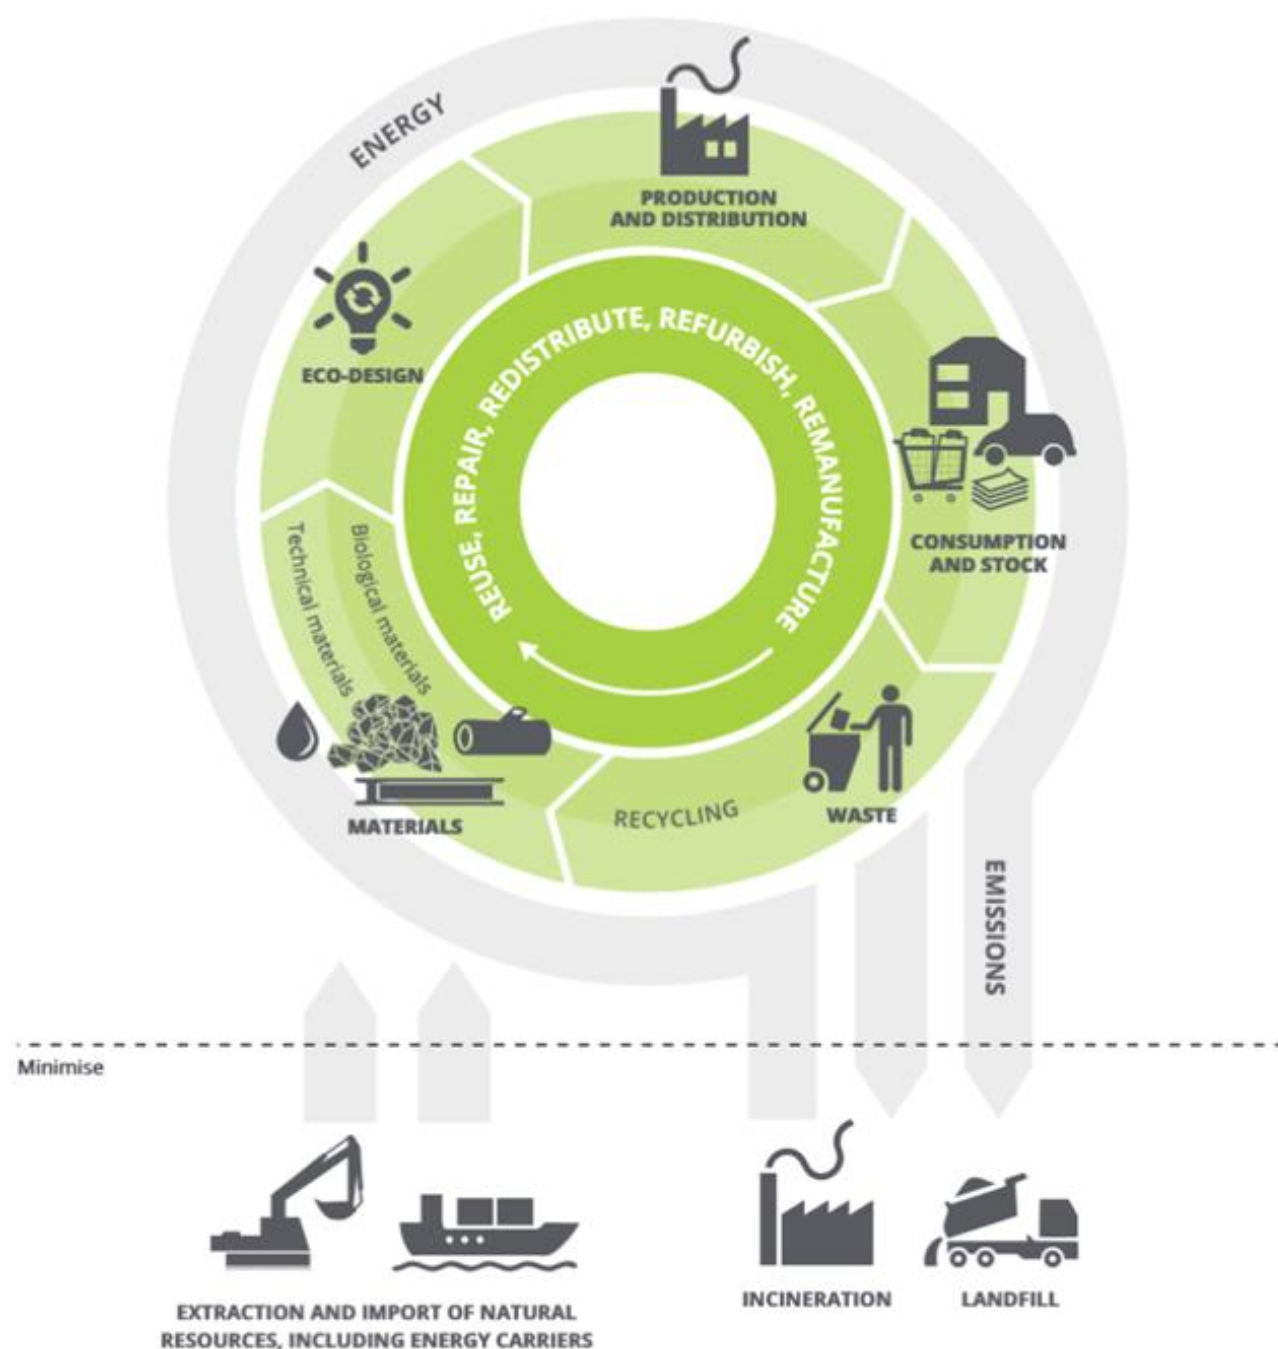 ENERGY
PRODUCTION
AND DISTRIBUTION
ECO-DESIGN
REUSE, REPAIR, REDISTRIBUTE, REFURBISH, REMANUFACTURE
CONSUMPTION
AND STOCK
Technical materials
Biological materials
MATERIALS
RECYCLING
WASTE
EMISSIONS
Minimise
EXTRACTION AND IMPORT OF NATURAL
RESOURCES, INCLUDING ENERGY CARRIERS
INCINERATION
LANDFILL